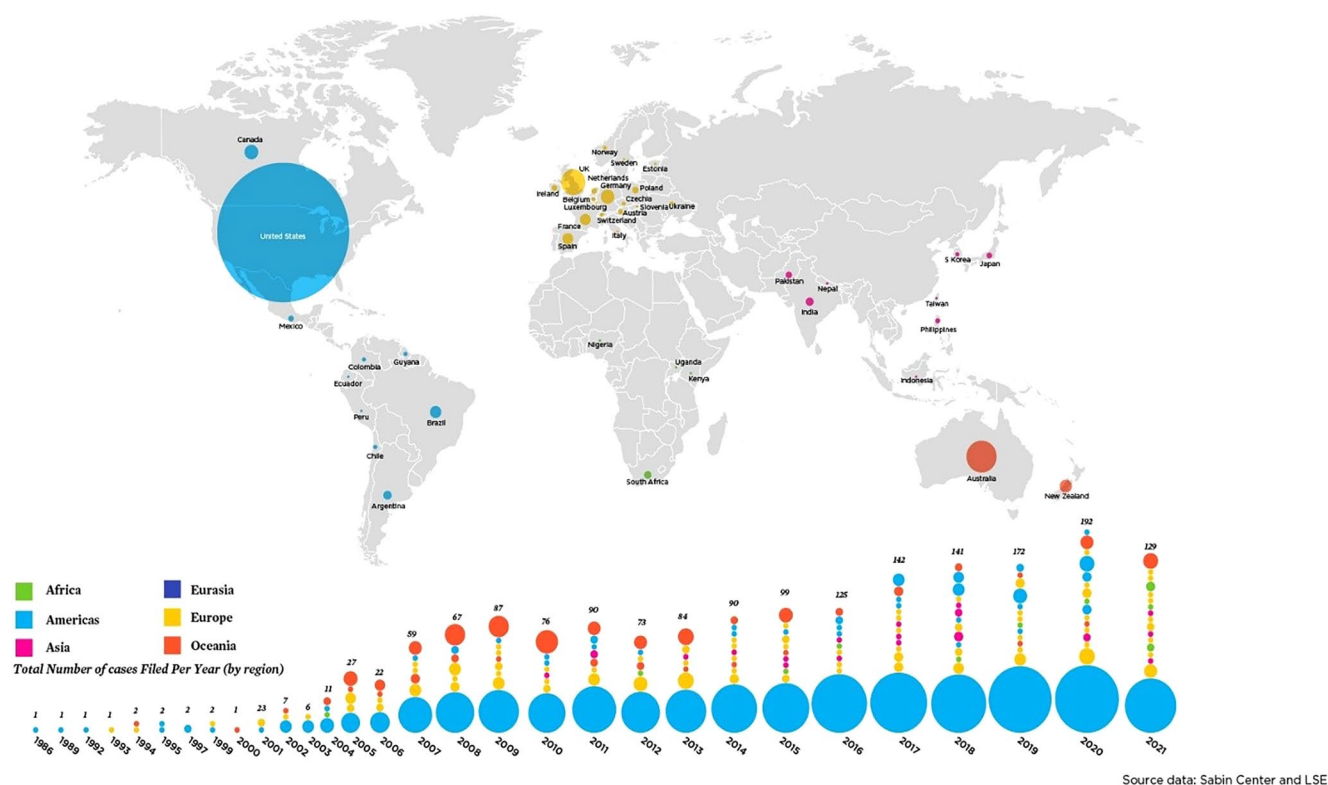 Canada
United States
Mexico
Colombia
Guyana
Ecuador
Peru
Brazil
Chile
Argentina
Norway
Sweden
Estonia
UK
Ireland
Netherlands
Germany
Poland
Belgium
Czechia
Luxembourg
Slovenia
Ukraine
Austria
Switzerland
France
Italy
Spain
Nigeria
Uganda
Kenya
South Africa
Pakistan
Nepal
India
S Korea
Japan
Taiwan
Philippines
Indonesia
Australia
New Zealand
Africa
Americas
Asia
Eurasia
Europe
Oceania
Total Number of cases Filed Per Year (by region)
1 1 1 1 2 2 2 2 1 23 7 6 11 27 22 59 67 87 76 90 73 84 90 99 125 142 141 172 192 129
1986 1989 1992 1993 1994 1995 1997 1999 2000 2001 2002 2003 2004 2005 2006 2007 2008 2009 2010 2011 2012 2013 2014 2015 2016 2017 2018 2019 2020 2021
Source data: Sabin Center and LSE